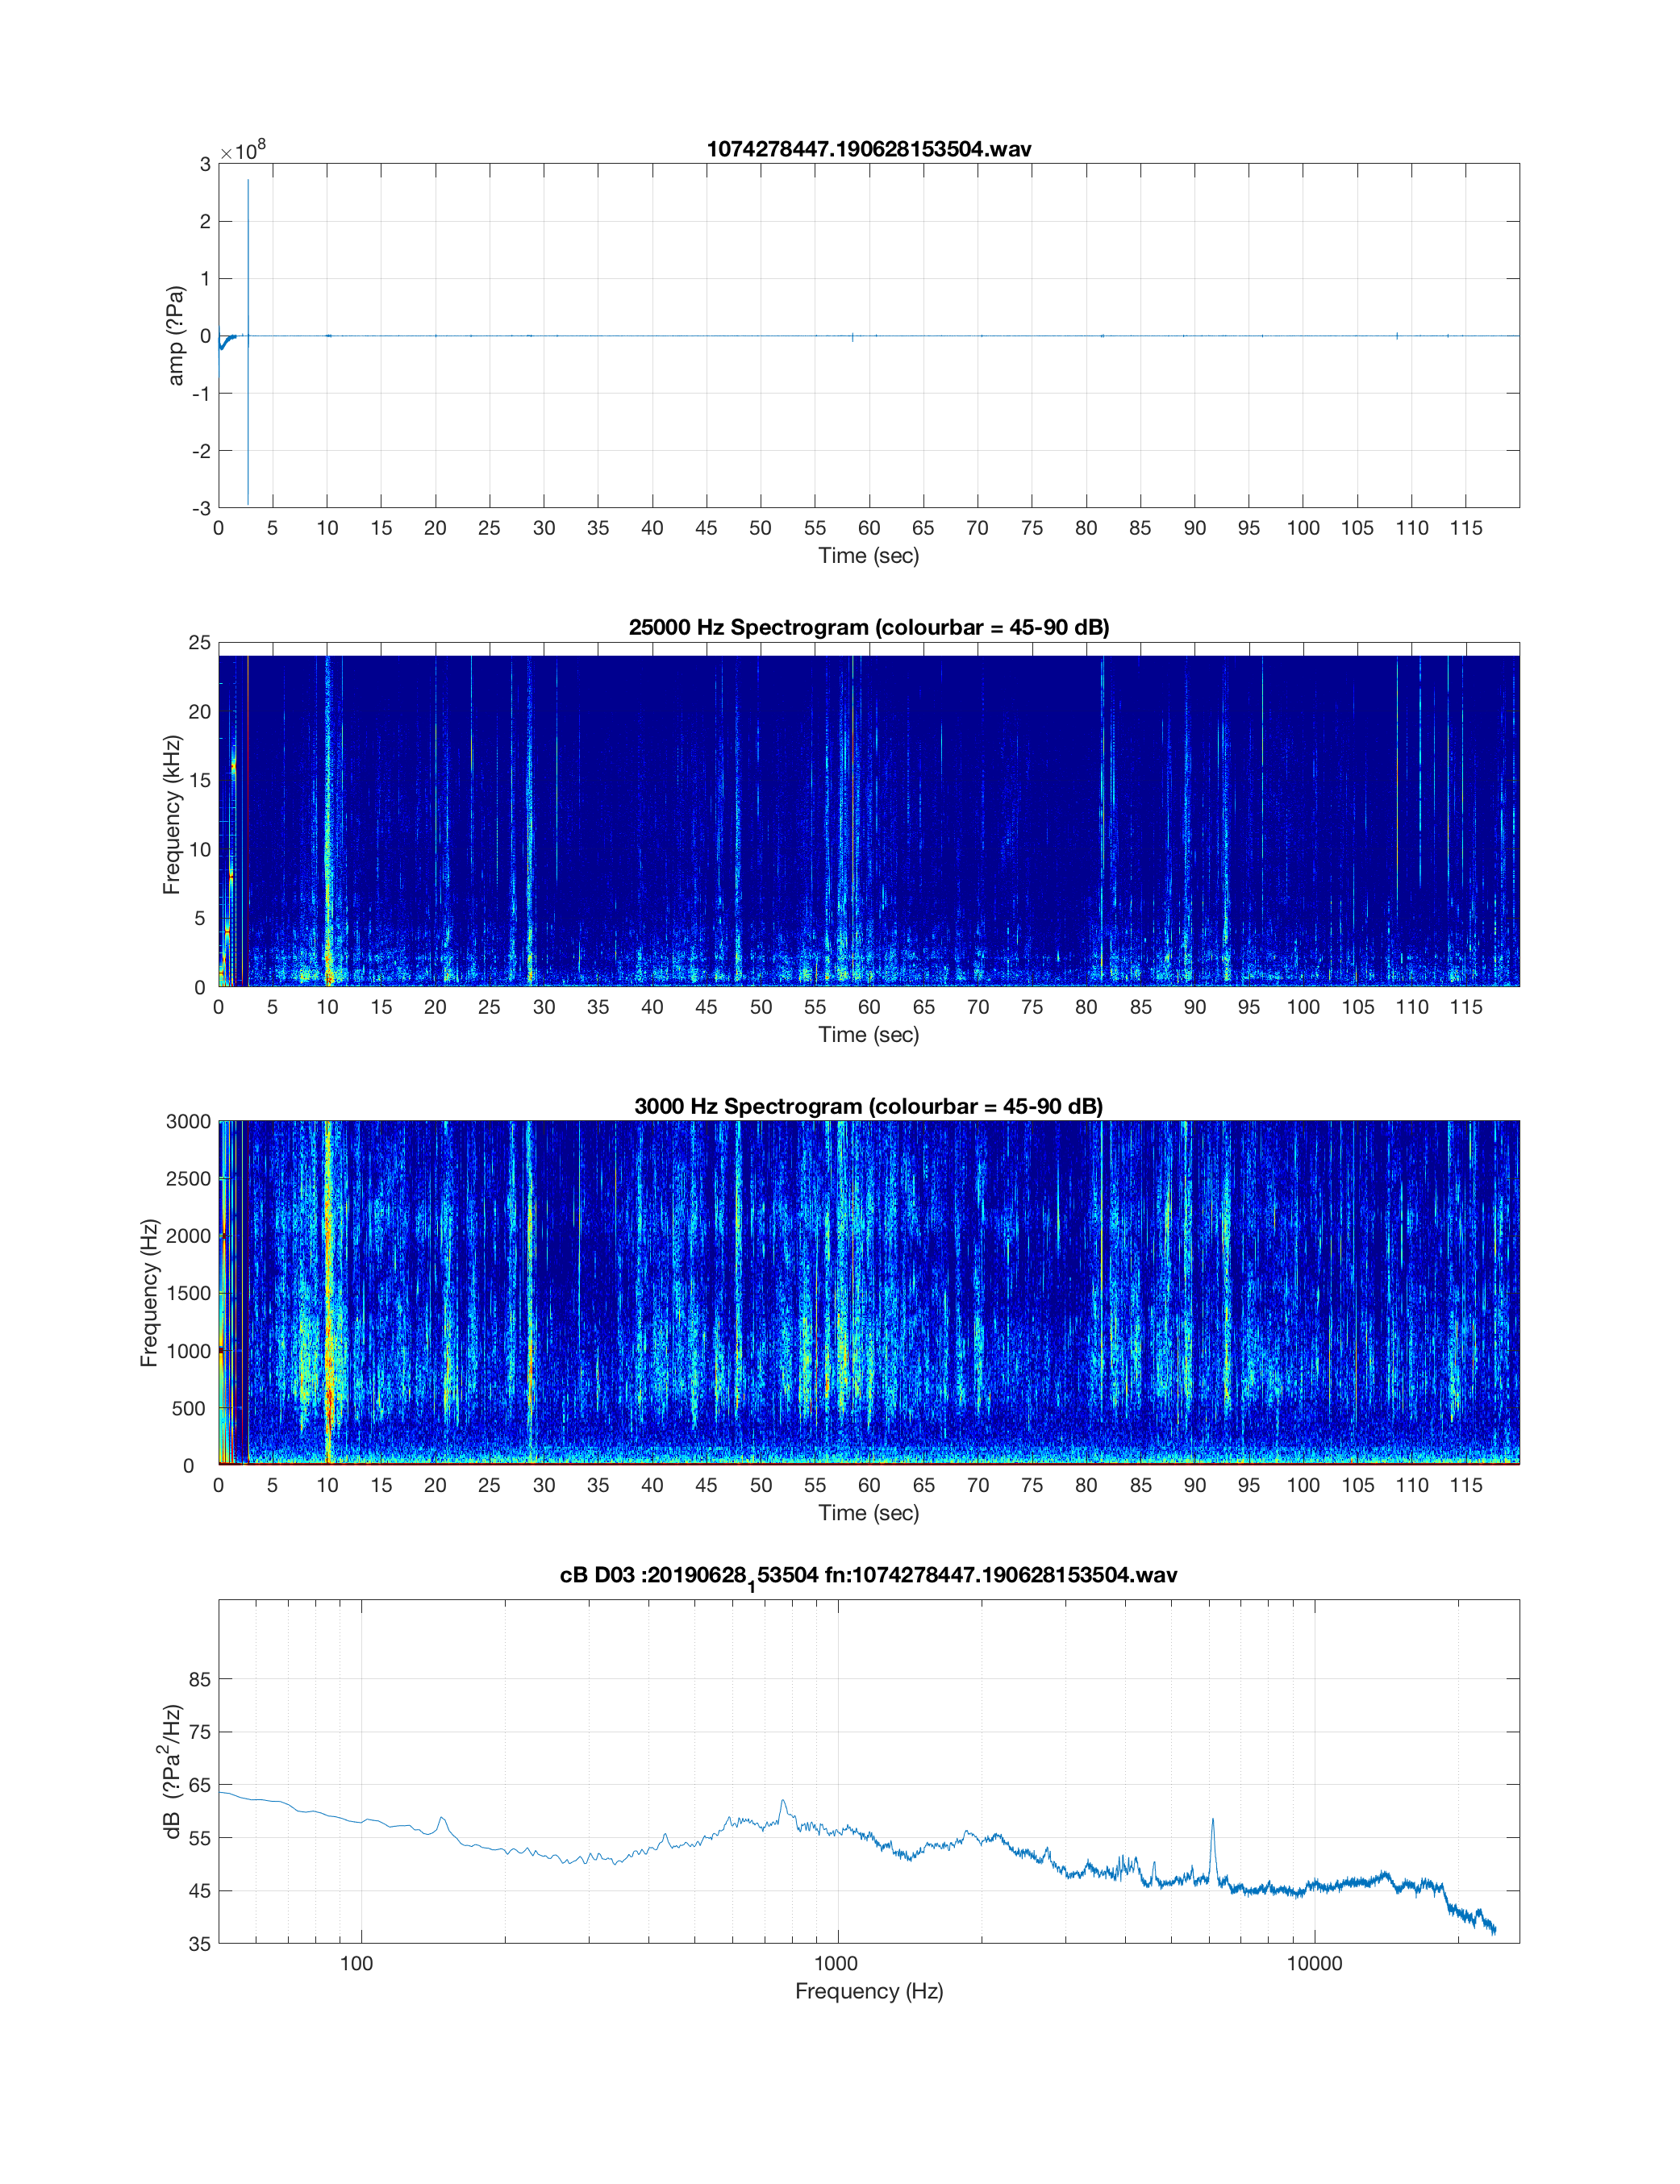 1074278447.190628153504.wav
×10^8
3
2
1
0
-1
-2
-3
amp (?Pa)
0 5 10 15 20 25 30 35 40 45 50 55 60 65 70 75 80 85 90 95 100 105 110 115
Time (sec)
25000 Hz Spectrogram (colourbar = 45-90 dB)
25
20
15
10
5
0
Frequency (kHz)
0 5 10 15 20 25 30 35 40 45 50 55 60 65 70 75 80 85 90 95 100 105 110 115
Time (sec)
3000 Hz Spectrogram (colourbar = 45-90 dB)
3000
2500
2000
1500
1000
500
0
Frequency (Hz)
0 5 10 15 20 25 30 35 40 45 50 55 60 65 70 75 80 85 90 95 100 105 110 115
Time (sec)
cB D03 :20190628_153504 fn:1074278447.190628153504.wav
85
75
65
55
45
35
dB (?Pa^2/Hz)
100 1000 10000
Frequency (Hz)